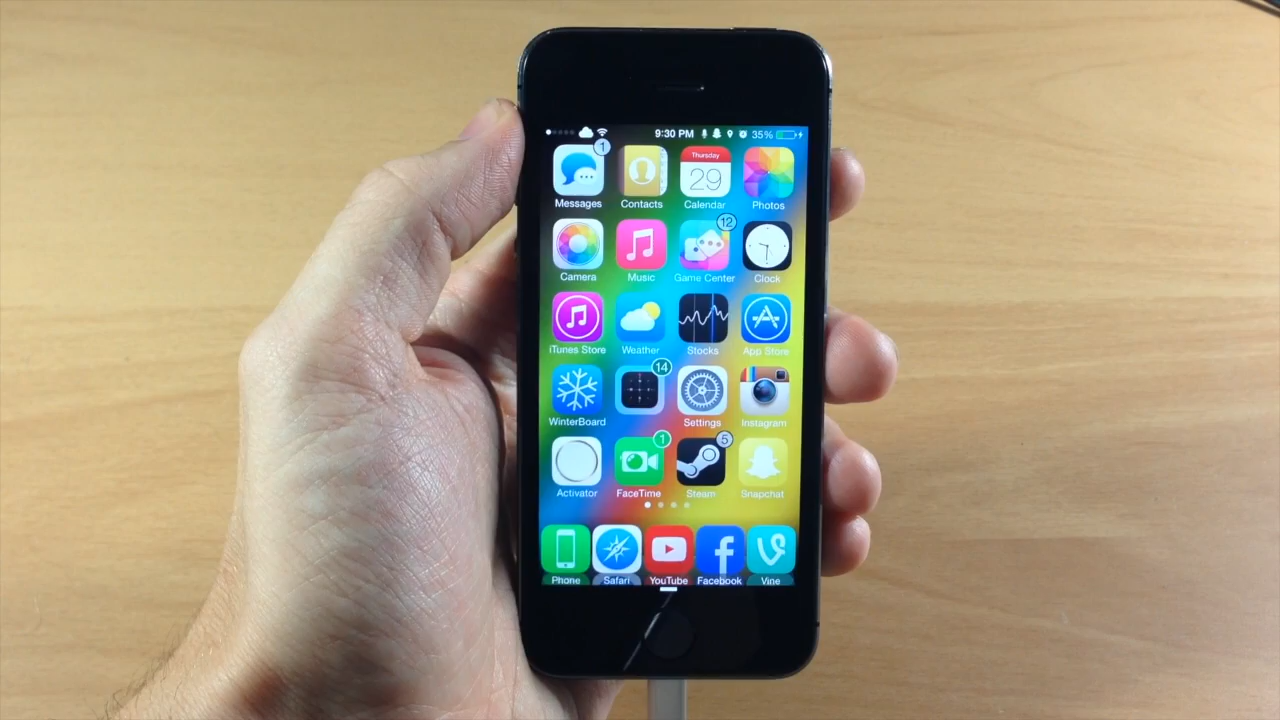 9:30 PM 35%
1
Thursday
29
Messages Contacts Calendar Photos
12
Camera Music Game Center Clock
iTunes Store Weather Stocks App Store
14
WinterBoard Settings Instagram
1 5
Activator FaceTime Steam Snapchat
f
Phone Safari YouTube Facebook Vine